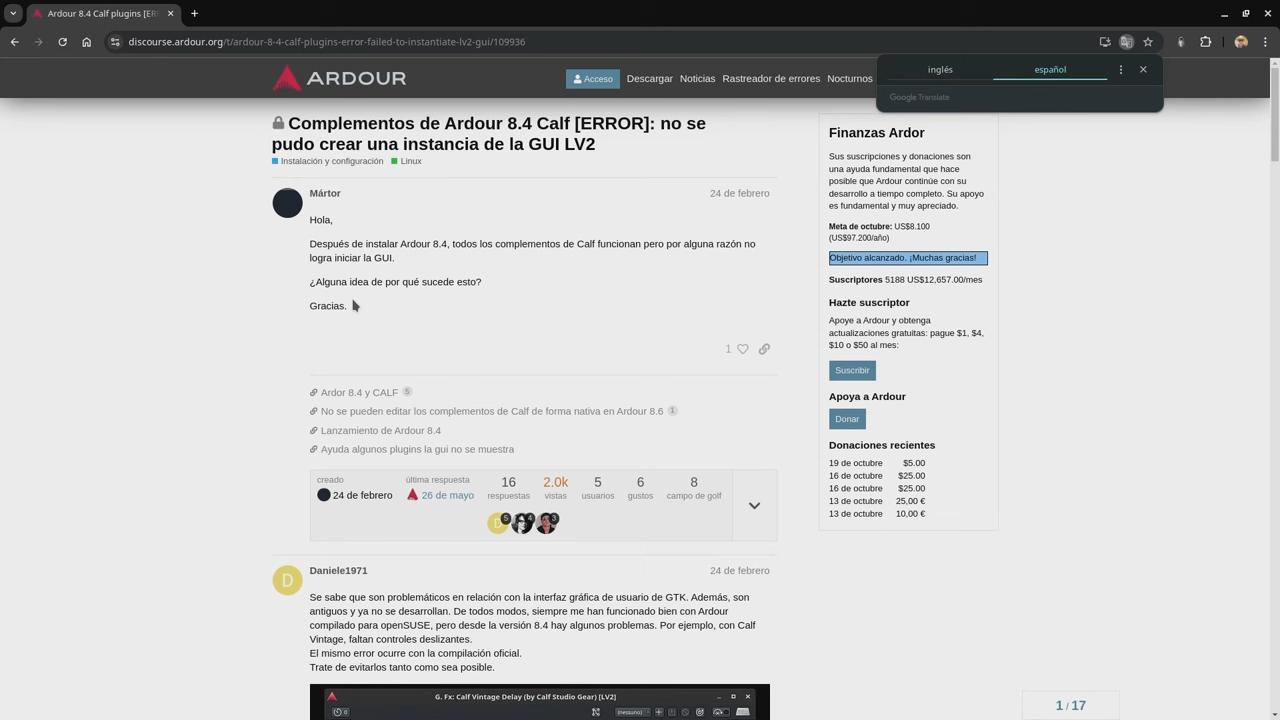 Ardour 8.4 Calf plugins [ER
discourse.ardour.org/t/ardour-8-4-calf-plugins-error-failed-to-instantiate-lv2-gui/109936
inglés
español
Google Translate
ARDOUR
Acceso
Descargar
Noticias
Rastreador de errores
Nocturnos
Complementos de Ardour 8.4 Calf [ERROR]: no se
pudo crear una instancia de la GUI LV2
Instalación y configuración
Linux
Mártor
24 de febrero
Hola,
Después de instalar Ardour 8.4, todos los complementos de Calf funcionan pero por alguna razón no
logra iniciar la GUI.
¿Alguna idea de por qué sucede esto?
Gracias.
1
Ardor 8.4 y CALF 5
No se pueden editar los complementos de Calf de forma nativa en Ardour 8.6 1
Lanzamiento de Ardour 8.4
Ayuda algunos plugins la gui no se muestra
creado
24 de febrero
última respuesta
26 de mayo
16
respuestas
2.0k
vistas
5
usuarios
6
gustos
8
campo de golf
D 5
4
3
D
Daniele1971
24 de febrero
Se sabe que son problemáticos en relación con la interfaz gráfica de usuario de GTK. Además, son
antiguos y ya no se desarrollan. De todos modos, siempre me han funcionado bien con Ardour
compilado para openSUSE, pero desde la versión 8.4 hay algunos problemas. Por ejemplo, con Calf
Vintage, faltan controles deslizantes.
El mismo error ocurre con la compilación oficial.
Trate de evitarlos tanto como sea posible.
G. Fx: Calf Vintage Delay (by Calf Studio Gear) [LV2]
0
(nessuno)
Finanzas Ardor
Sus suscripciones y donaciones son
una ayuda fundamental que hace
posible que Ardour continúe con su
desarrollo a tiempo completo. Su apoyo
es fundamental y muy apreciado.
Meta de octubre: US$8.100
(US$97.200/año)
Objetivo alcanzado. ¡Muchas gracias!
Suscriptores 5188 US$12,657.00/mes
Hazte suscriptor
Apoye a Ardour y obtenga
actualizaciones gratuitas: pague $1, $4,
$10 o $50 al mes:
Suscribir
Apoya a Ardour
Donar
Donaciones recientes
19 de octubre $5.00
16 de octubre $25.00
16 de octubre $25.00
13 de octubre 25,00 €
13 de octubre 10,00 €
1 / 17